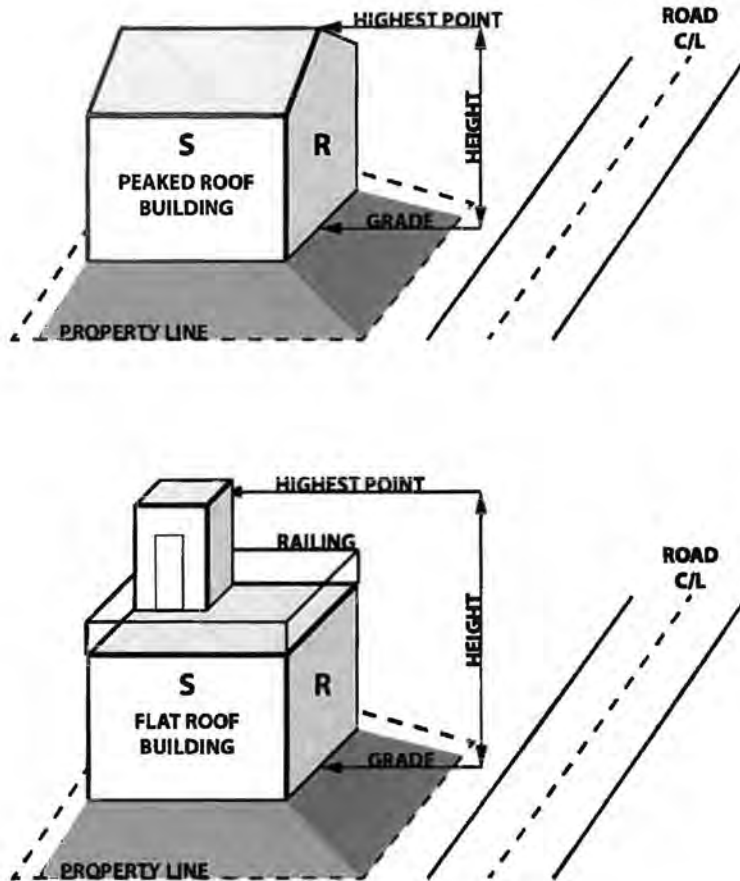 HIGHEST POINT
ROAD
C/L
HEIGHT
S
R
PEAKED ROOF
BUILDING
GRADE
PROPERTY LINE
HIGHEST POINT
RAILING
ROAD
C/L
HEIGHT
S
R
FLAT ROOF
BUILDING
GRADE
PROPERTY LINE